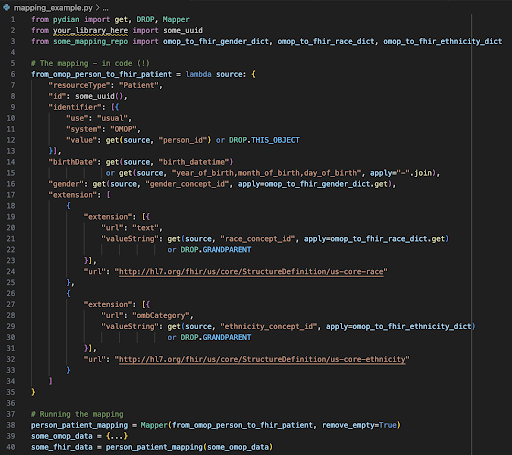 mapping_example.py > ...
1 from pydian import get, DROP, Mapper
2 from your_library_here import some_uuid
3 from some_mapping_repo import omop_to_fhir_gender_dict, omop_to_fhir_race_dict, omop_to_fhir_ethnicity_dict
4
5 # The mapping - in code (!)
6 from_omop_person_to_fhir_patient = lambda source: {
7 "resourceType": "Patient",
8 "id": some_uuid(),
9 "identifier": [{
10 "use": "usual",
11 "system": "OMOP",
12 "value": get(source, "person_id") or DROP.THIS_OBJECT
13 }],
14 "birthDate": get(source, "birth_datetime")
15 or get(source, "year_of_birth,month_of_birth,day_of_birth", apply="-".join),
16 "gender": get(source, "gender_concept_id", apply=omop_to_fhir_gender_dict.get),
17 "extension": [
18 {
19 "extension": [{
20 "url": "text",
21 "valueString": get(source, "race_concept_id", apply=omop_to_fhir_race_dict.get)
22 or DROP.GRANDPARENT
23 }],
24 "url": "http://hl7.org/fhir/us/core/StructureDefinition/us-core-race"
25 },
26 {
27 "extension": [{
28 "url": "ombCategory",
29 "valueString": get(source, "ethnicity_concept_id", apply=omop_to_fhir_ethnicity_dict)
30 or DROP.GRANDPARENT
31 }],
32 "url": "http://hl7.org/fhir/us/core/StructureDefinition/us-core-ethnicity"
33 }
34 ]
35 }
36
37 # Running the mapping
38 person_patient_mapping = Mapper(from_omop_person_to_fhir_patient, remove_empty=True)
39 some_omop_data = {...}
40 some_fhir_data = person_patient_mapping(some_omop_data)